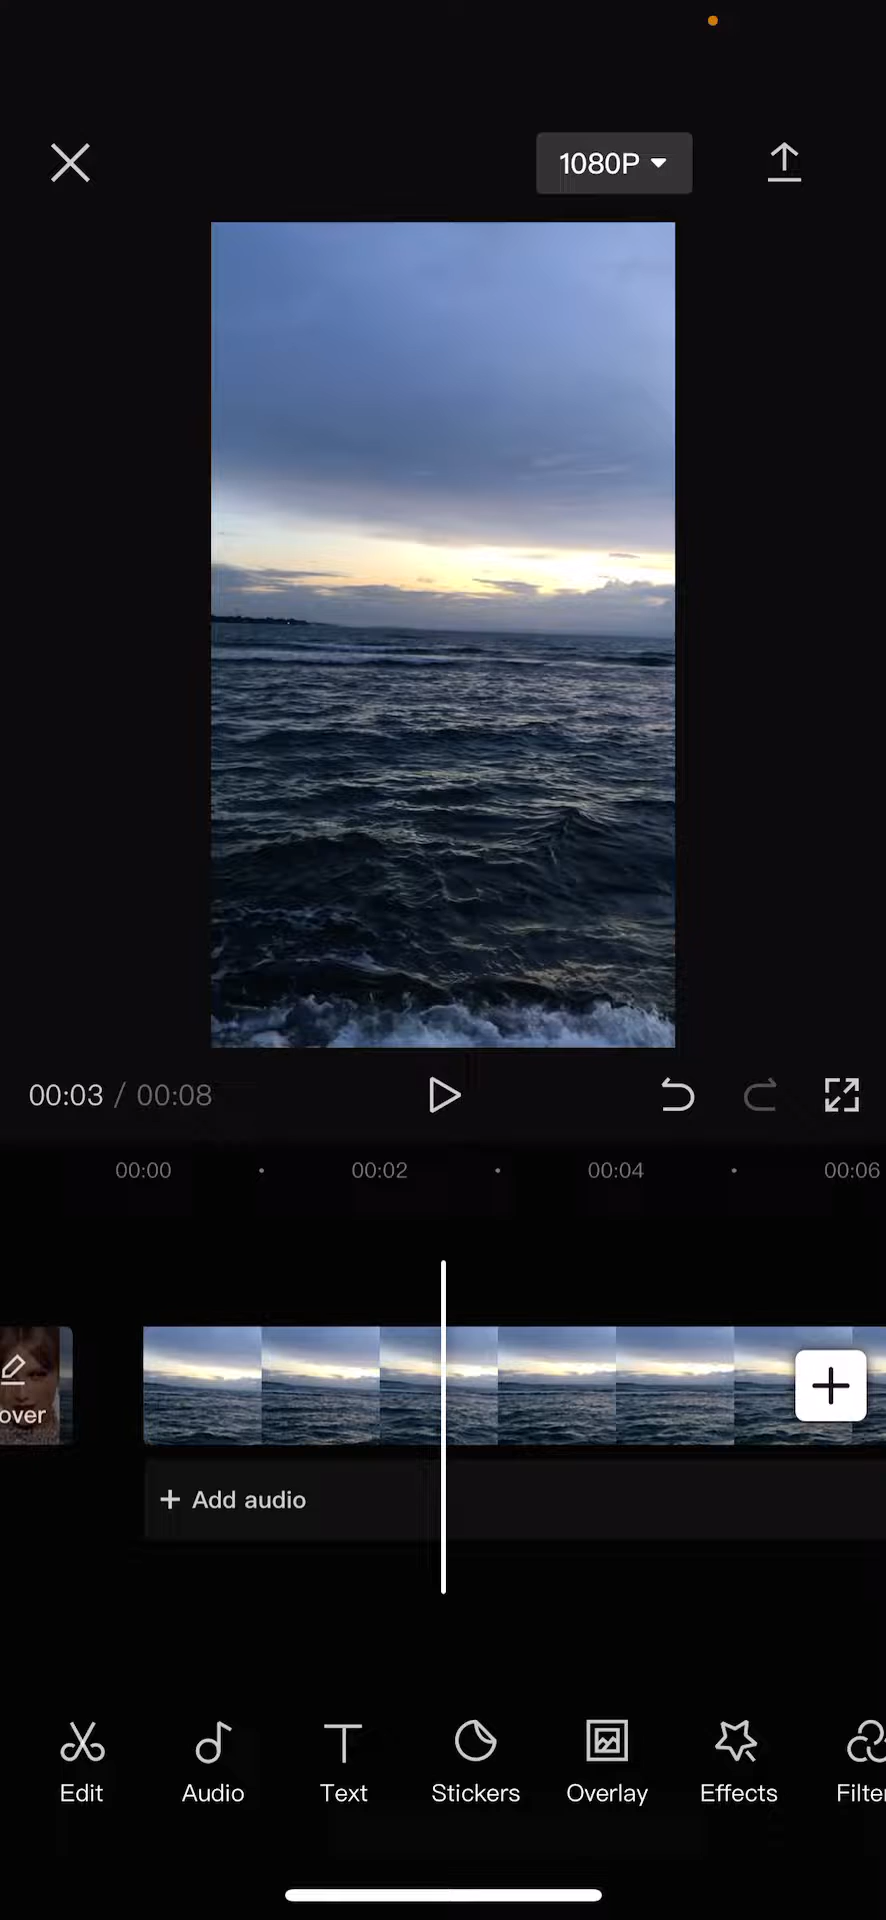 1080P
00:03 / 00:08
00:00 00:02 00:04 00:06
over
+ Add audio
Edit Audio Text Stickers Overlay Effects Filter